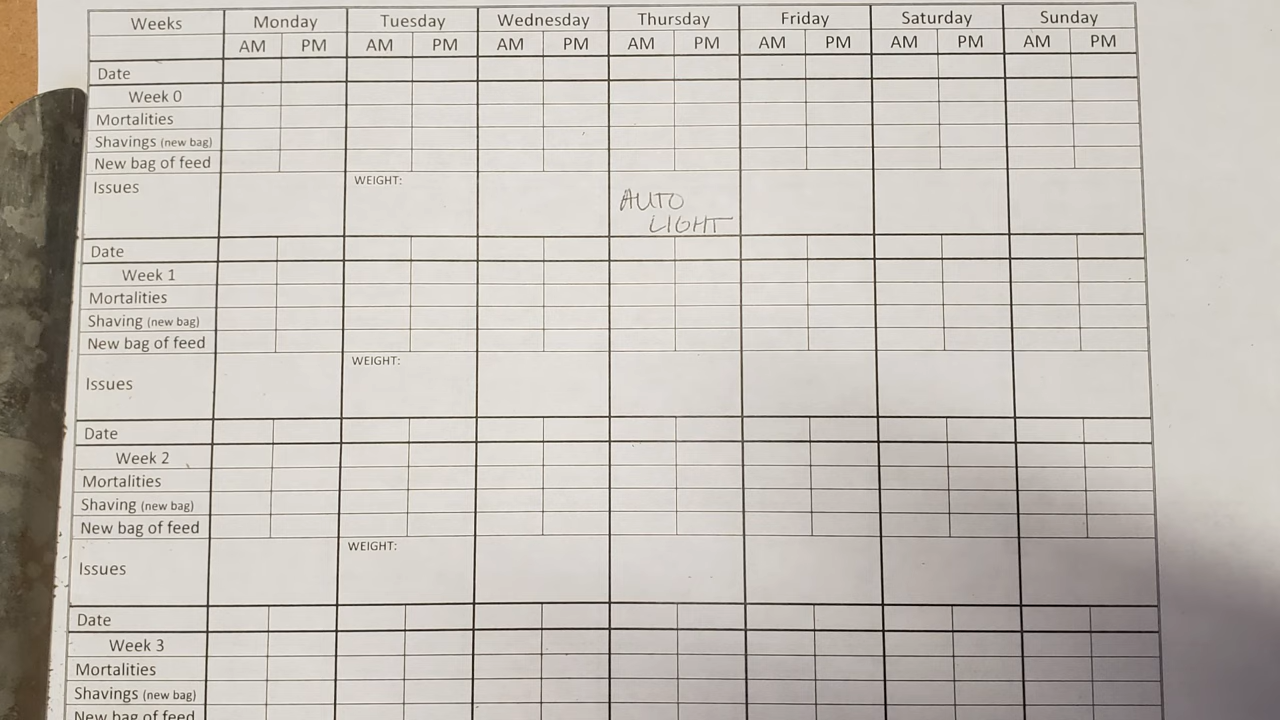 Weeks Monday Tuesday Wednesday Thursday Friday Saturday Sunday
AM PM AM PM AM PM AM PM AM PM AM PM AM PM
Date
Week 0
Mortalities
Shavings (new bag)
New bag of feed
Issues WEIGHT:
AUTO
LIGHT
Date
Week 1
Mortalities
Shaving (new bag)
New bag of feed
WEIGHT:
Issues
Date
Week 2
Mortalities
Shaving (new bag)
New bag of feed
WEIGHT:
Issues
Date
Week 3
Mortalities
Shavings (new bag)
New bag of feed